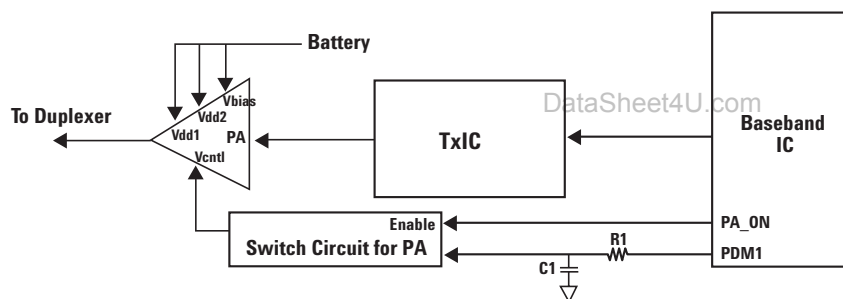 Battery
Vbias
Vdd2
Vdd1
To Duplexer
PA
Vcntl
TxIC
DataSheet4U.com
Baseband
IC
Enable
Switch Circuit for PA
PA_ON
R1
PDM1
C1